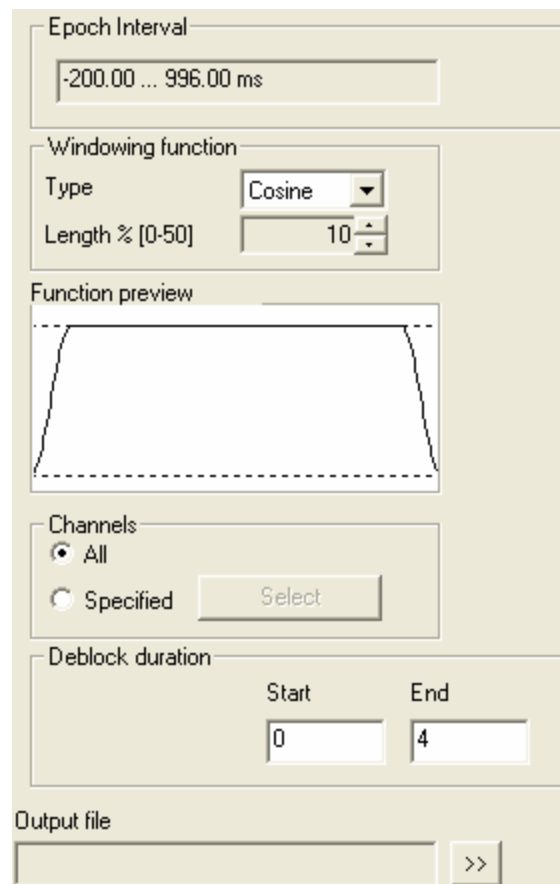 Epoch Interval
-200.00 ... 996.00 ms
Windowing function
Type Cosine
Length % [0-50] 10
Function preview
Channels
All
Specified Select
Deblock duration
Start End
0 4
Output file
>>